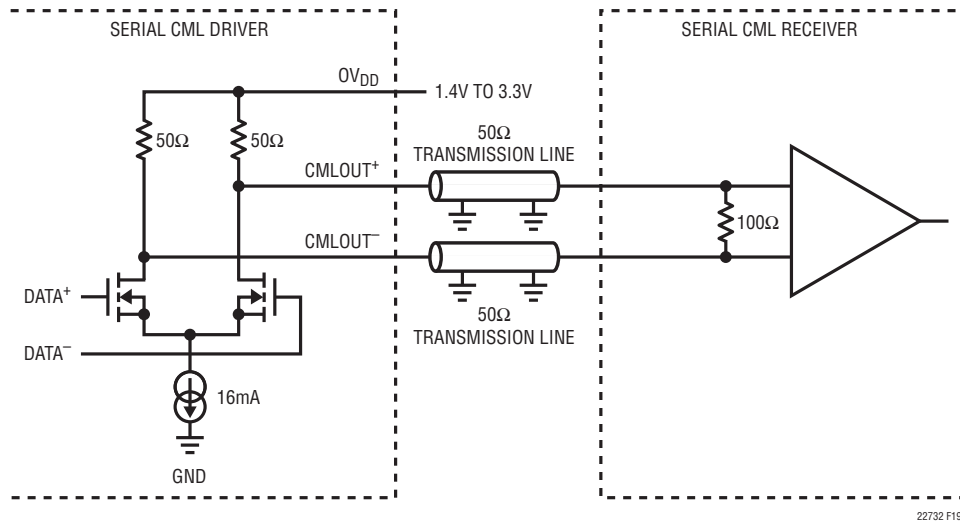 SERIAL CML DRIVER
SERIAL CML RECEIVER
OVDD
1.4V TO 3.3V
50Ω
50Ω
50Ω
TRANSMISSION LINE
CMLOUT+
100Ω
CMLOUT–
DATA+
50Ω
TRANSMISSION LINE
DATA–
16mA
GND
22732 F19